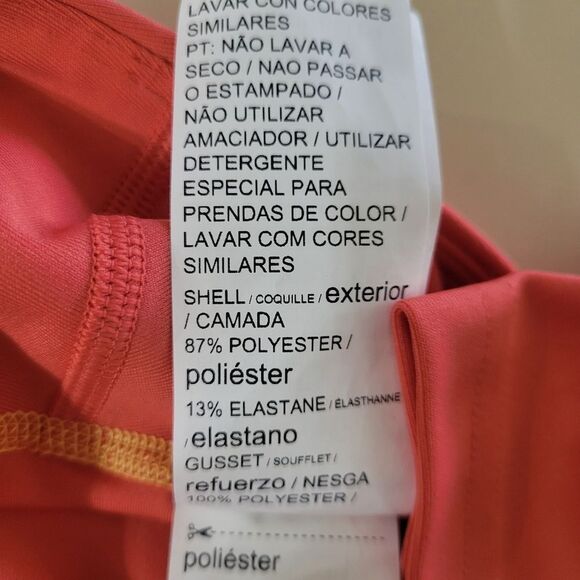 LAVAR CON COLORES
SIMILARES
PT: NÃO LAVAR A
SECO / NAO PASSAR
O ESTAMPADO /
NÃO UTILIZAR
AMACIADOR / UTILIZAR
DETERGENTE
ESPECIAL PARA
PRENDAS DE COLOR /
LAVAR COM CORES
SIMILARES
SHELL / COQUILLE / exterior
/ CAMADA
87% POLYESTER /
poliéster
13% ELASTANE / ÉLASTHANNE
/ elastano
GUSSET / SOUFFLET /
refuerzo / NESGA
100% POLYESTER /
poliéster